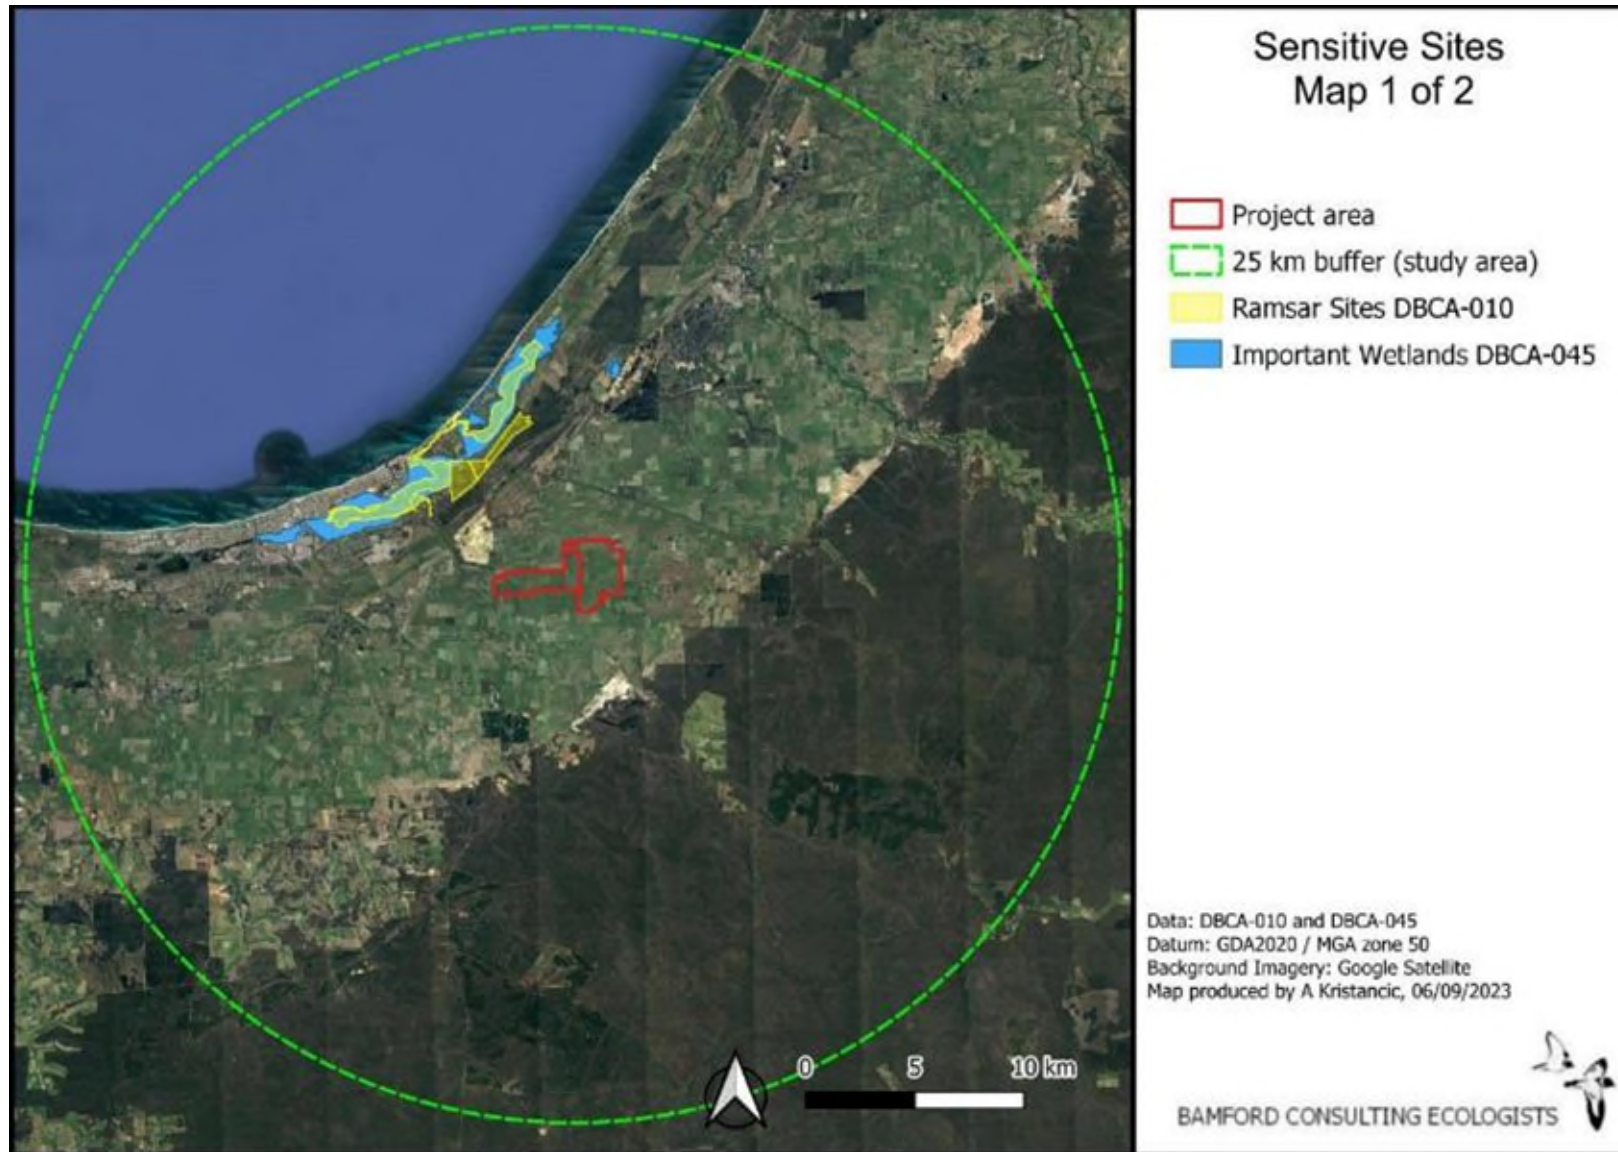 Sensitive Sites
Map 1 of 2
Project area
25 km buffer (study area)
Ramsar Sites DBCA-010
Important Wetlands DBCA-045
Data: DBCA-010 and DBCA-045
Datum: GDA2020 / MGA zone 50
Background Imagery: Google Satellite
Map produced by A Kristancic, 06/09/2023
0 5 10 km
BAMFORD CONSULTING ECOLOGISTS